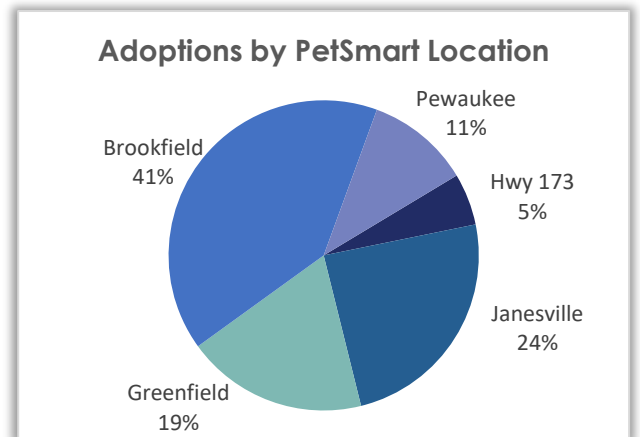 Adoptions by PetSmart Location
Pewaukee
11%
Brookfield
41%
Hwy 173
5%
Janesville
24%
Greenfield
19%